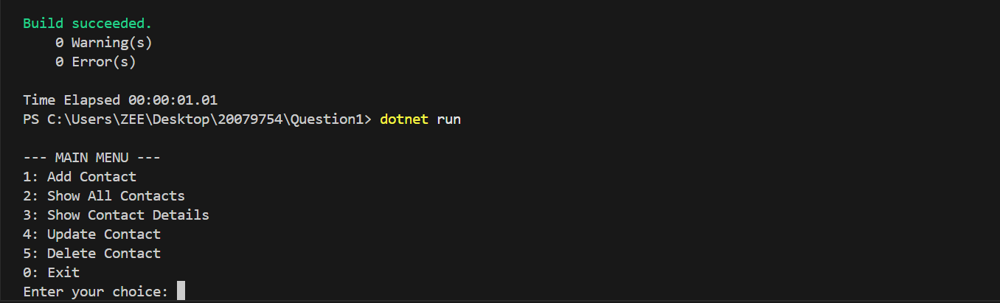 Build succeeded.
    0 Warning(s)
    0 Error(s)
Time Elapsed 00:00:01.01
PS C:\Users\ZEE\Desktop\20079754\Question1> dotnet run
--- MAIN MENU ---
1: Add Contact
2: Show All Contacts
3: Show Contact Details
4: Update Contact
5: Delete Contact
0: Exit
Enter your choice: